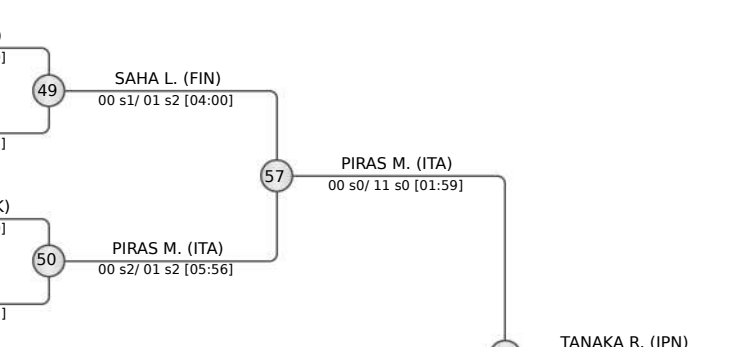 )
]
49
SAHA L. (FIN)
00 s1/ 01 s2 [04:00]
]
57
PIRAS M. (ITA)
00 s0/ 11 s0 [01:59]
K)
]
50
PIRAS M. (ITA)
00 s2/ 01 s2 [05:56]
]
TANAKA R. (JPN)